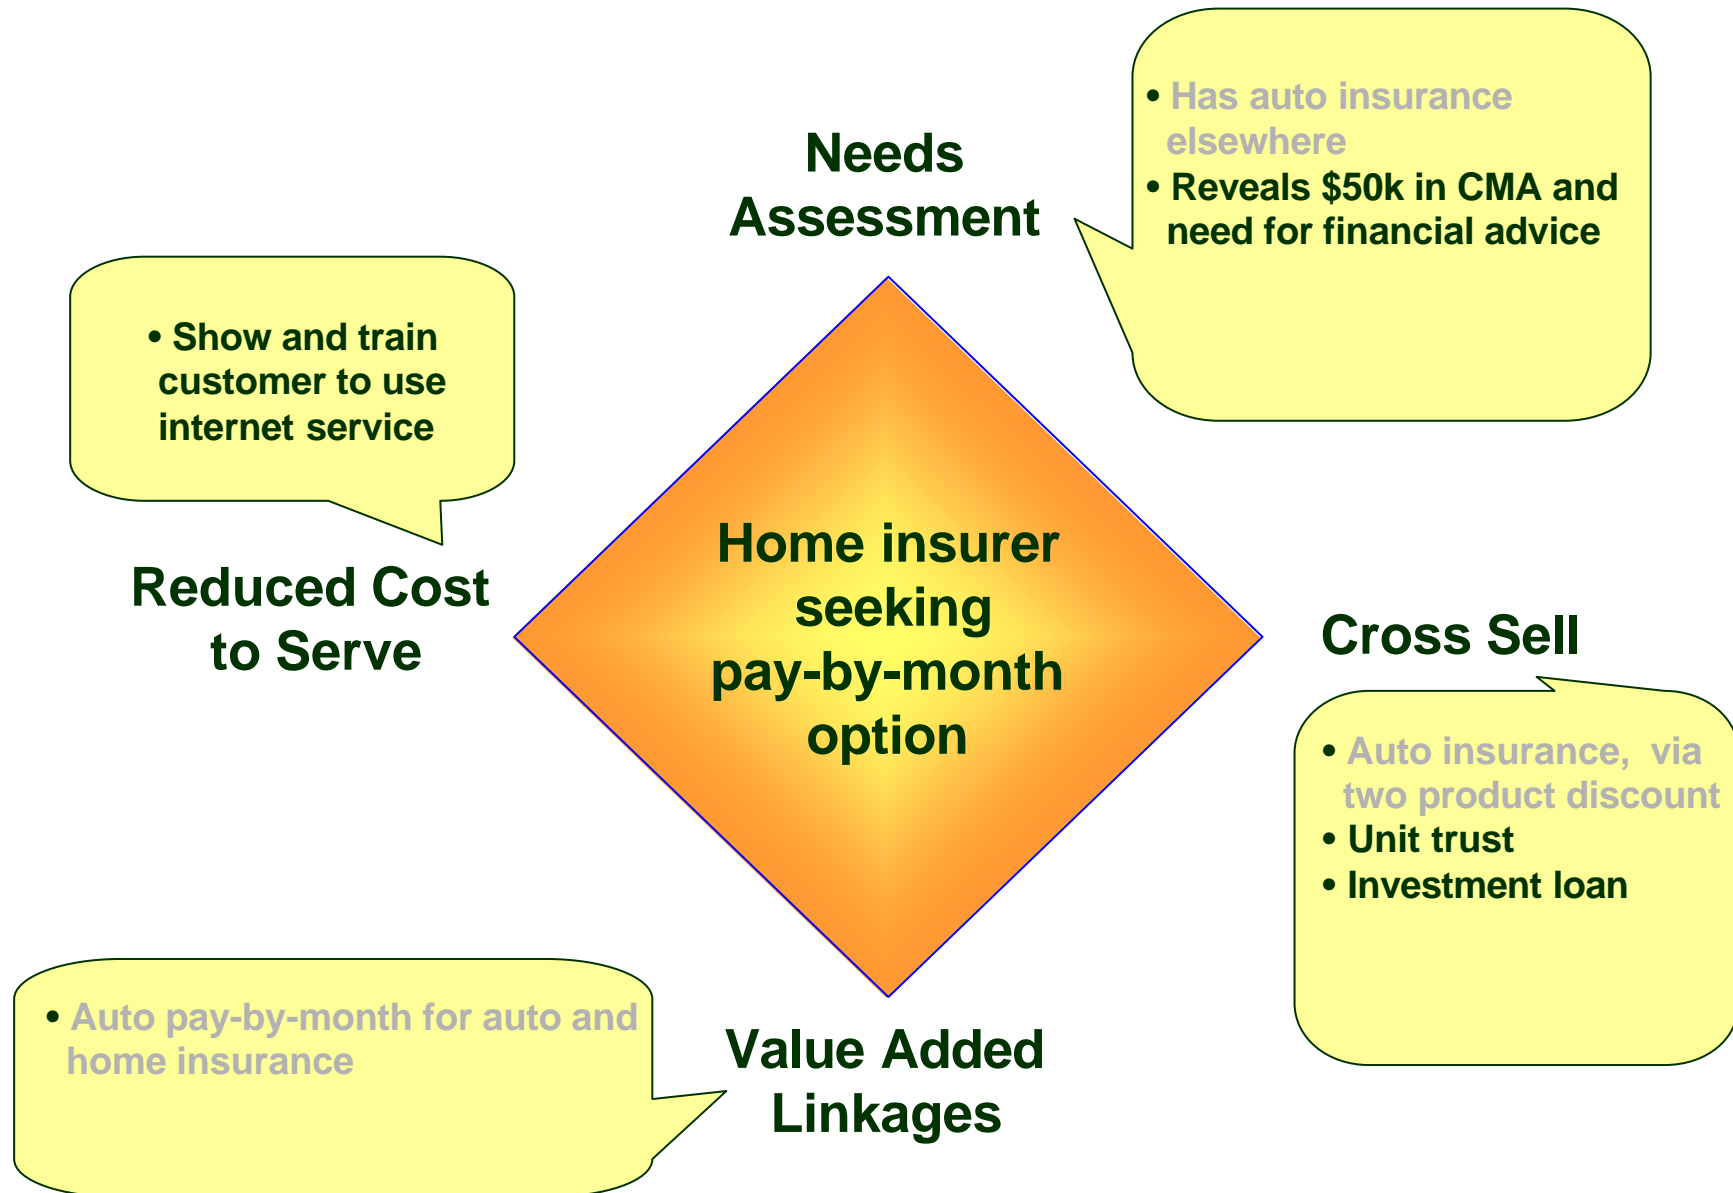 Needs
Assessment
• Has auto insurance
elsewhere
• Reveals $50k in CMA and
need for financial advice
• Show and train
customer to use
internet service
Reduced Cost
to Serve
Home insurer
seeking
pay-by-month
option
Cross Sell
• Auto insurance, via
two product discount
• Unit trust
• Investment loan
• Auto pay-by-month for auto and
home insurance
Value Added
Linkages